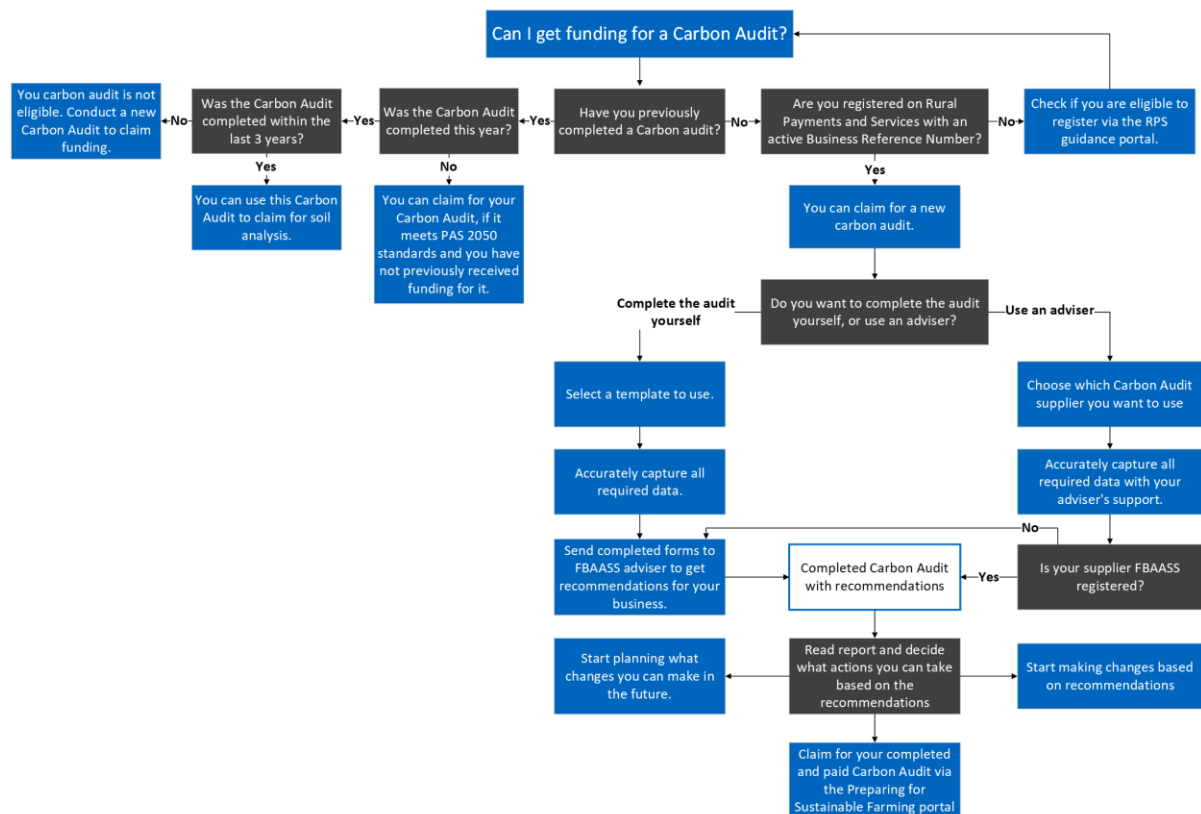 Can I get funding for a Carbon Audit?
You carbon audit is not
eligible. Conduct a new
Carbon Audit to claim
funding.
No
Was the Carbon Audit
completed within the
last 3 years?
Yes
Was the Carbon Audit
completed this year?
Yes
Have you previously
completed a Carbon audit?
No
Are you registered on Rural
Payments and Services with an
active Business Reference Number?
No
Check if you are eligible to
register via the RPS
guidance portal.
Yes
No
Yes
You can use this Carbon
Audit to claim for soil
analysis.
You can claim for your
Carbon Audit, if it
meets PAS 2050
standards and you have
not previously received
funding for it.
You can claim for a new
carbon audit.
Complete the audit
yourself
Do you want to complete the audit
yourself, or use an adviser?
Use an adviser
Select a template to use.
Choose which Carbon Audit
supplier you want to use
Accurately capture all
required data.
Accurately capture all
required data with your
adviser's support.
No
Send completed forms to
FBAASS adviser to get
recommendations for your
business.
Completed Carbon Audit
with recommendations
Yes
Is your supplier FBAASS
registered?
Start planning what
changes you can make in
the future.
Read report and decide
what actions you can take
based on the
recommendations
Start making changes based
on recommendations
Claim for your completed
and paid Carbon Audit via
the Preparing for
Sustainable Farming portal